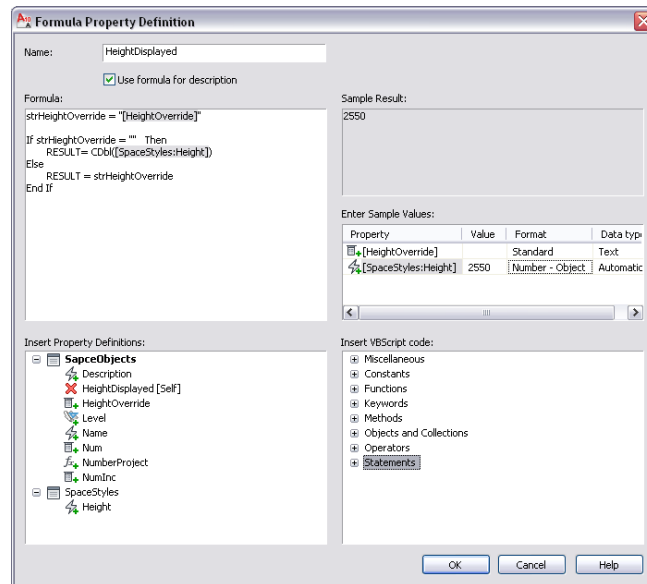 Formula Property Definition
Name:
HeightDisplayed
Use formula for description
Formula:
strHeightOverride = "[HeightOverride]"
If strHieghtOverride = "" Then
RESULT= CDbl([SpaceStyles:Height])
Else
RESULT = strHeightOverride
End If
Sample Result:
2550
Enter Sample Values:
Property Value Format Data type
[HeightOverride] Standard Text
[SpaceStyles:Height] 2550 Number - Object Automatic
Insert Property Definitions:
SapceObjects
Description
HeightDisplayed [Self]
HeightOverride
Level
Name
Num
NumberProject
NumInc
SpaceStyles
Height
Insert VBScript code:
Miscellaneous
Constants
Functions
Keywords
Methods
Objects and Collections
Operators
Statements
OK Cancel Help